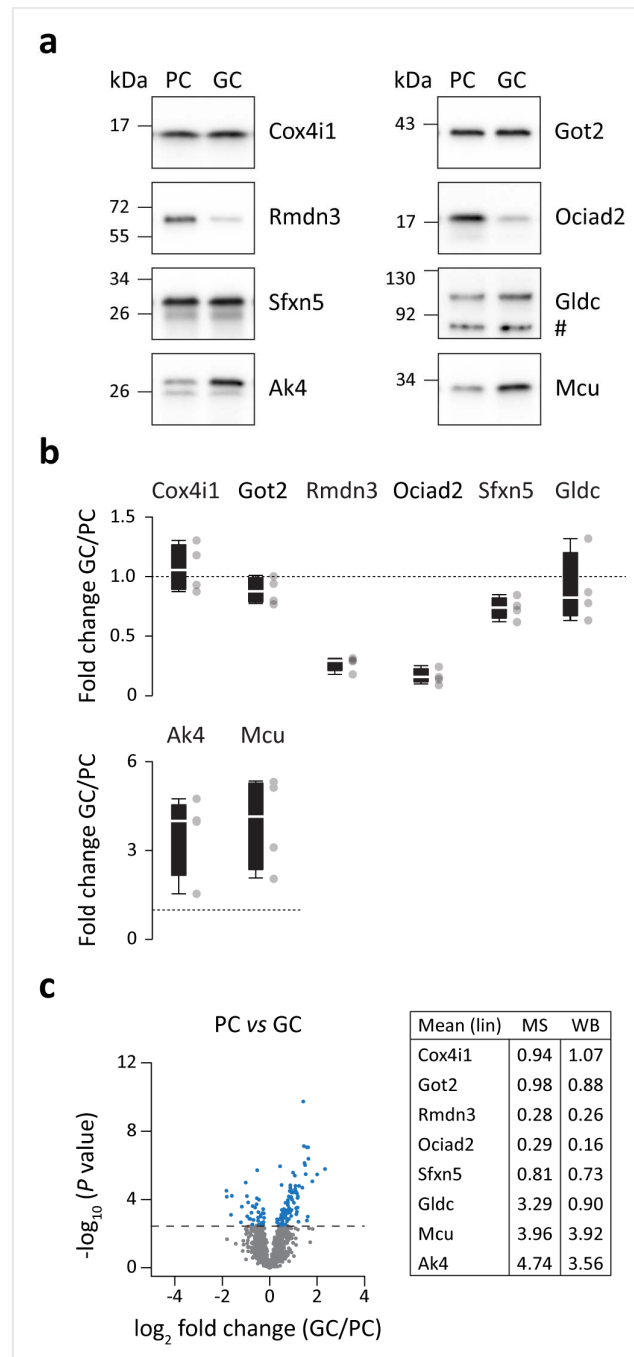 a
kDa PC GC
17
Cox4i1
72
55
Rmdn3
34
26
Sfxn5
26
Ak4
kDa PC GC
43
Got2
17
Ociad2
130
92
Gldc
#
34
Mcu
b
Cox4i1 Got2 Rmdn3 Ociad2 Sfxn5 Gldc
Fold change GC/PC
1.5
1.0
0.5
0
Ak4 Mcu
Fold change GC/PC
6
3
0
c
PC vs GC
-log10 (P value)
12
8
4
0
-4 -2 0 2 4
log2 fold change (GC/PC)
Mean (lin) MS WB
Cox4i1 0.94 1.07
Got2 0.98 0.88
Rmdn3 0.28 0.26
Ociad2 0.29 0.16
Sfxn5 0.81 0.73
Gldc 3.29 0.90
Mcu 3.96 3.92
Ak4 4.74 3.56